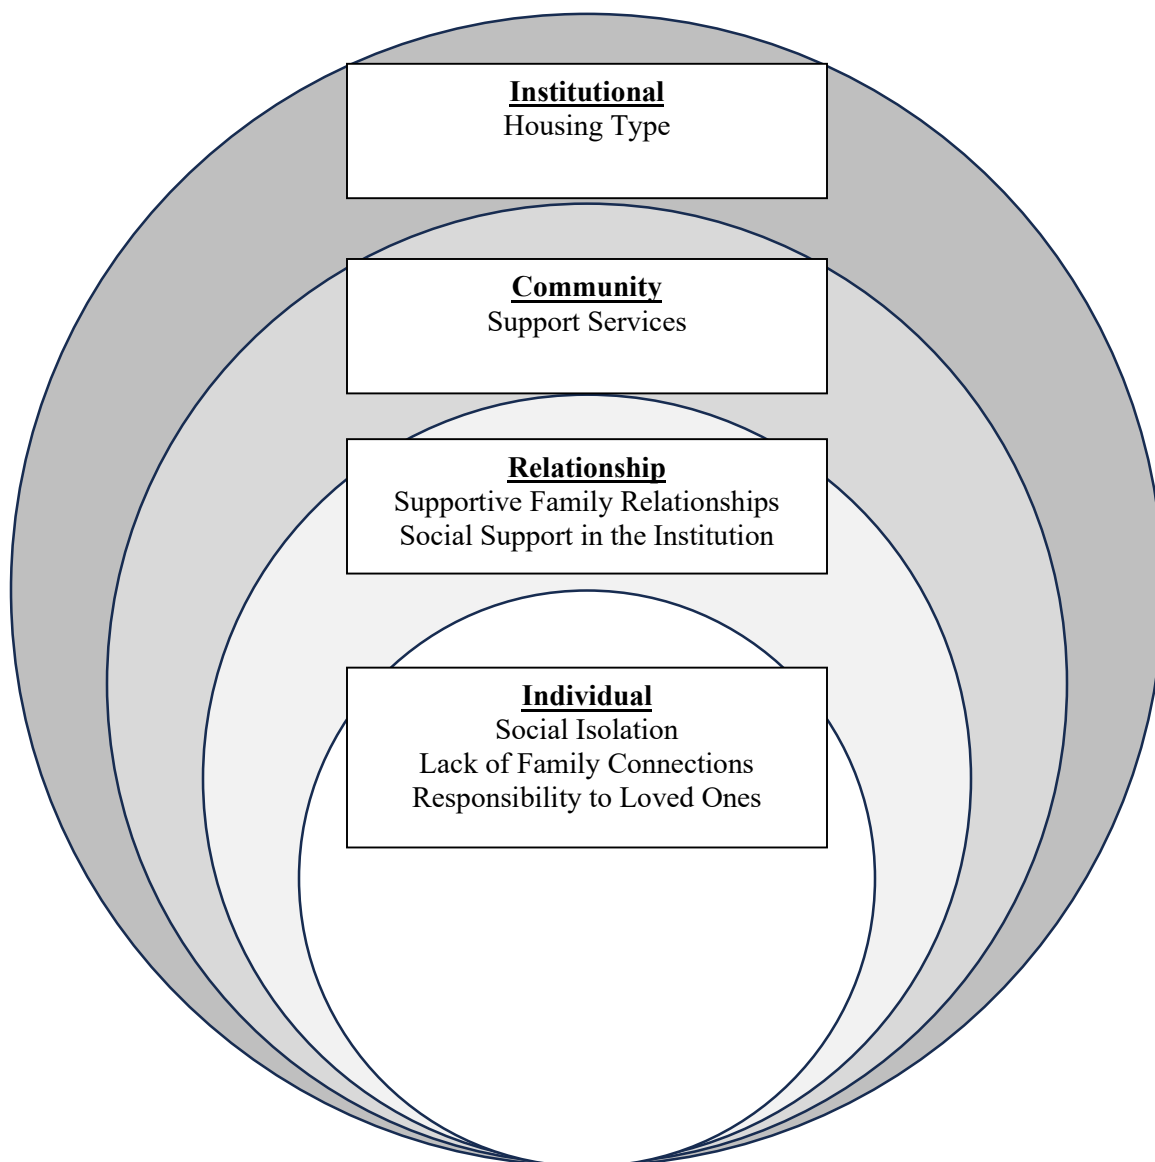 Institutional
Housing Type
Community
Support Services
Relationship
Supportive Family Relationships
Social Support in the Institution
Individual
Social Isolation
Lack of Family Connections
Responsibility to Loved Ones